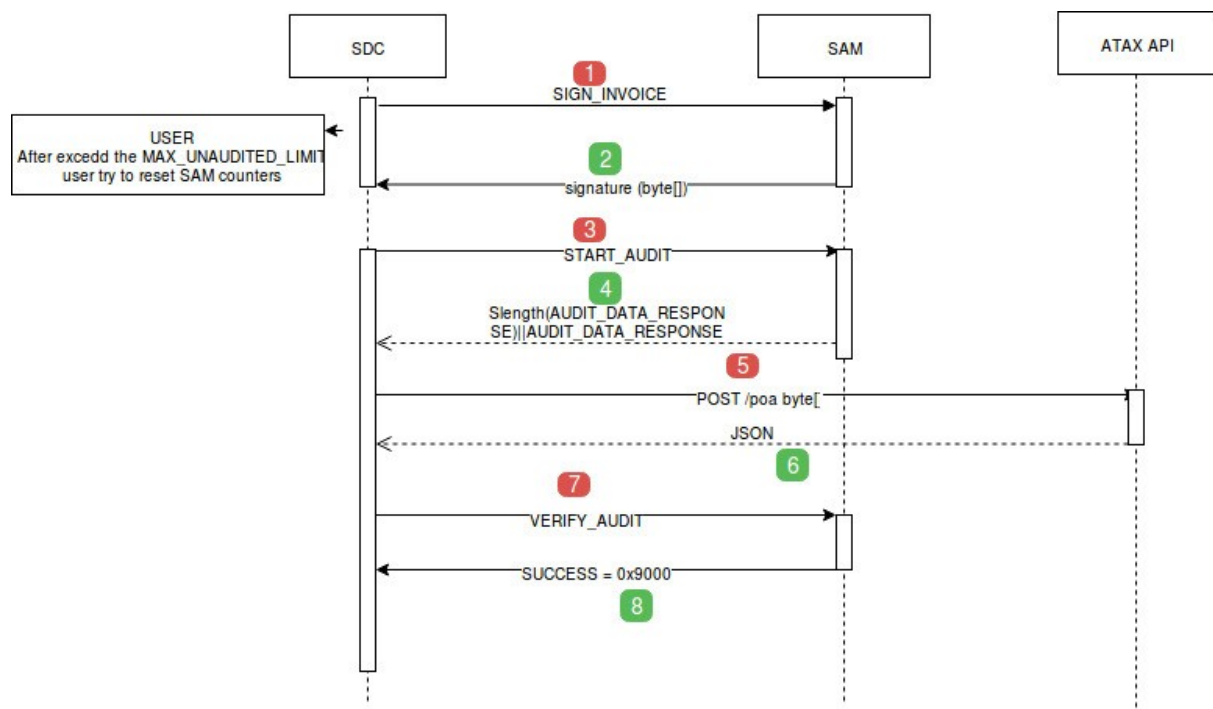 SDC
SAM
ATAX API
1
SIGN_INVOICE
USER
After excedd the MAX_UNAUDITED_LIMIT
user try to reset SAM counters
2
signature (byte[])
3
START_AUDIT
4
Slength(AUDIT_DATA_RESPON
SE)||AUDIT_DATA_RESPONSE
5
POST /poa byte[
JSON
6
7
VERIFY_AUDIT
SUCCESS = 0x9000
8